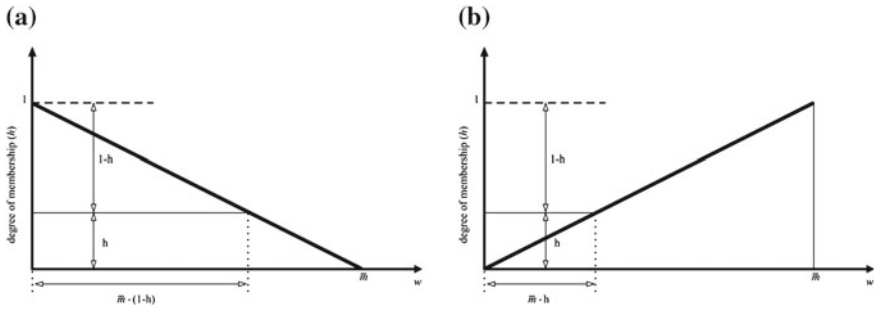 (a)
degree of membership (h)
1
1-h
h
m̄
w
m̄ · (1-h)
(b)
degree of membership (h)
1
1-h
h
m̄
w
m̄ · h